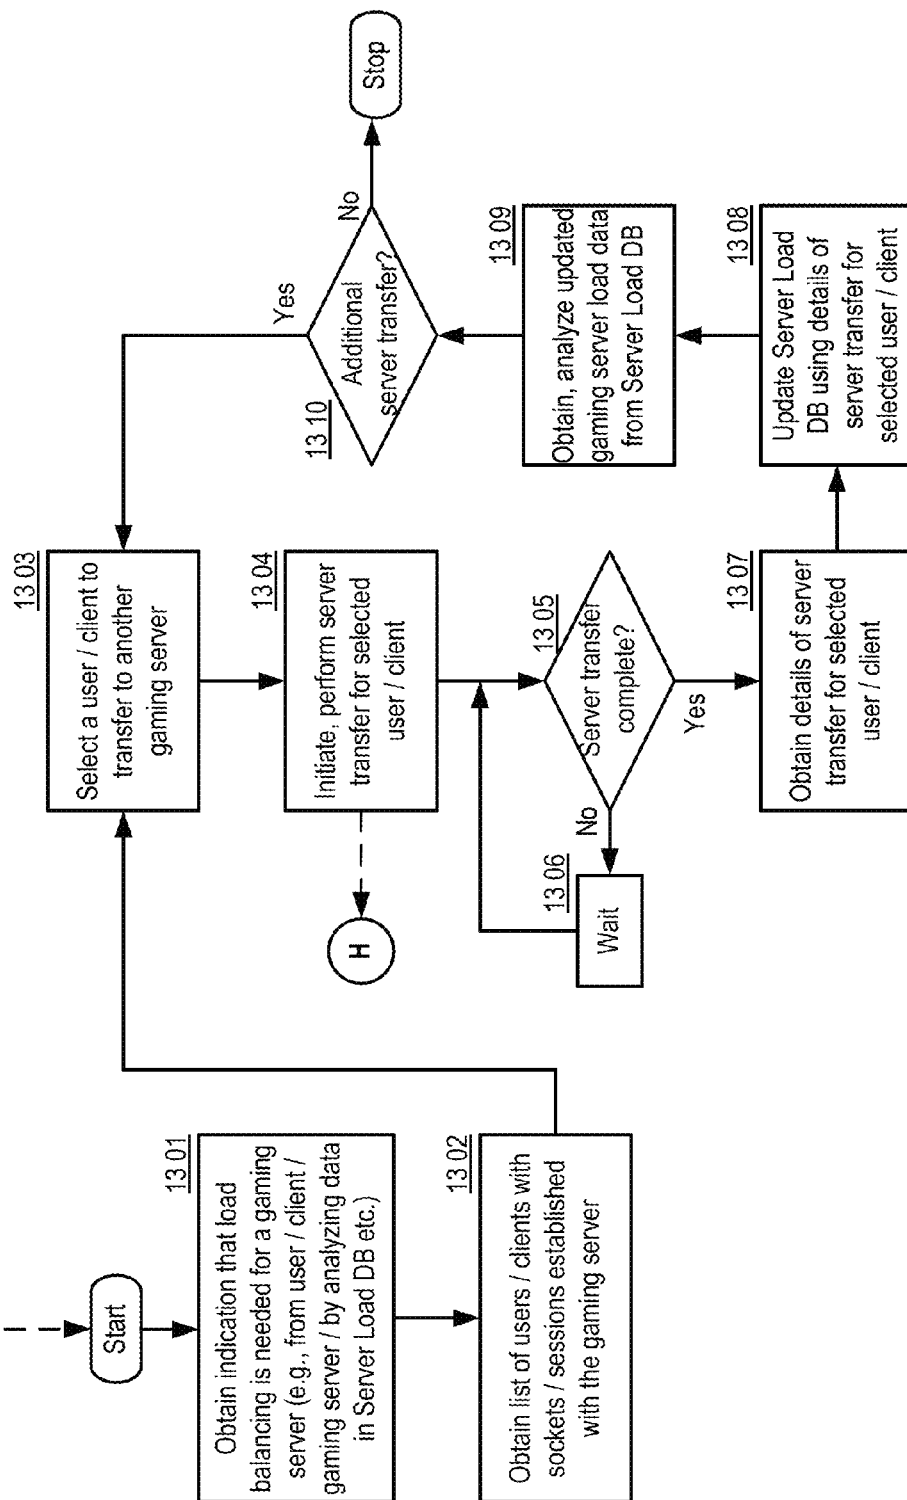 Start
13 01
Obtain indication that load
balancing is needed for a gaming
server (e.g., from user / client /
gaming server / by analyzing data
in Server Load DB etc.)
13 02
Obtain list of users / clients with
sockets / sessions established
with the gaming server
13 03
Select a user / client to
transfer to another
gaming server
13 04
Initiate, perform server
transfer for selected
user / client
H
13 05
Server transfer
complete?
No
13 06
Wait
Yes
13 07
Obtain details of server
transfer for selected
user / client
13 08
Update Server Load
DB using details of
server transfer for
selected user / client
13 09
Obtain, analyze updated
gaming server load data
from Server Load DB
13 10
Additional
server transfer?
Yes
No
Stop